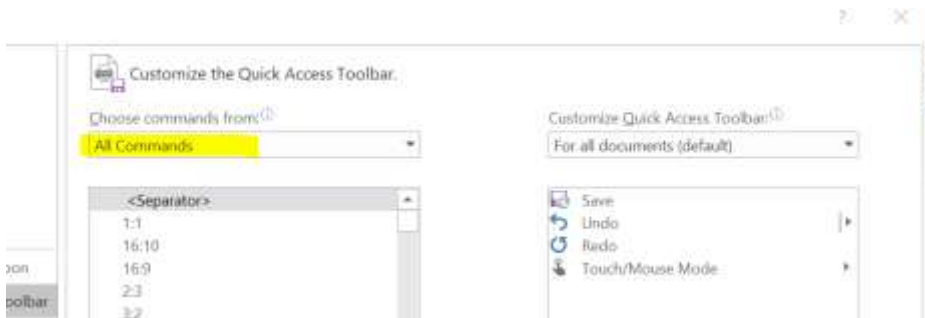 ?
Customize the Quick Access Toolbar.
Choose commands from:
All Commands
<Separator>
1:1
16:10
16:9
2:3
3:2
Customize Quick Access Toolbar:
For all documents (default)
Save
Undo
Redo
Touch/Mouse Mode
bon
oolbar